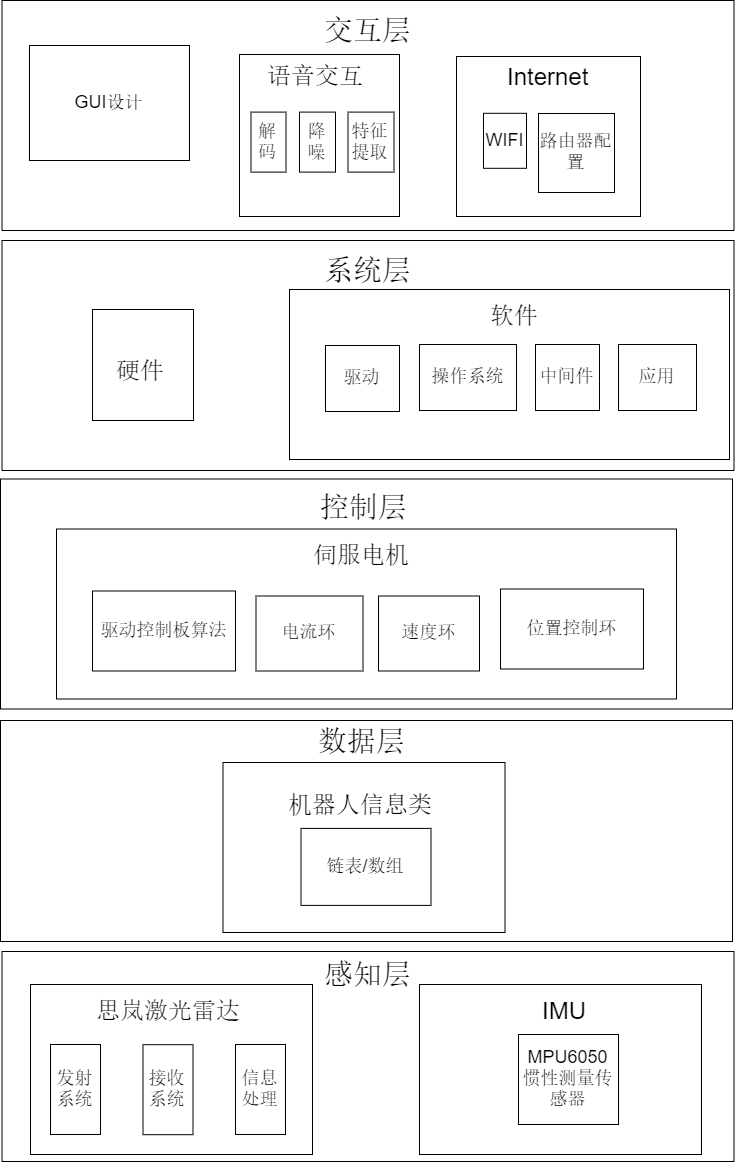 交互层
GUI设计
语音交互
解
码
降
噪
特征
提取
Internet
WIFI
路由器配
置
系统层
硬件
软件
驱动
操作系统
中间件
应用
控制层
伺服电机
驱动控制板算法
电流环
速度环
位置控制环
数据层
机器人信息类
链表/数组
感知层
思岚激光雷达
发射
系统
接收
系统
信息
处理
IMU
MPU6050
惯性测量传
感器